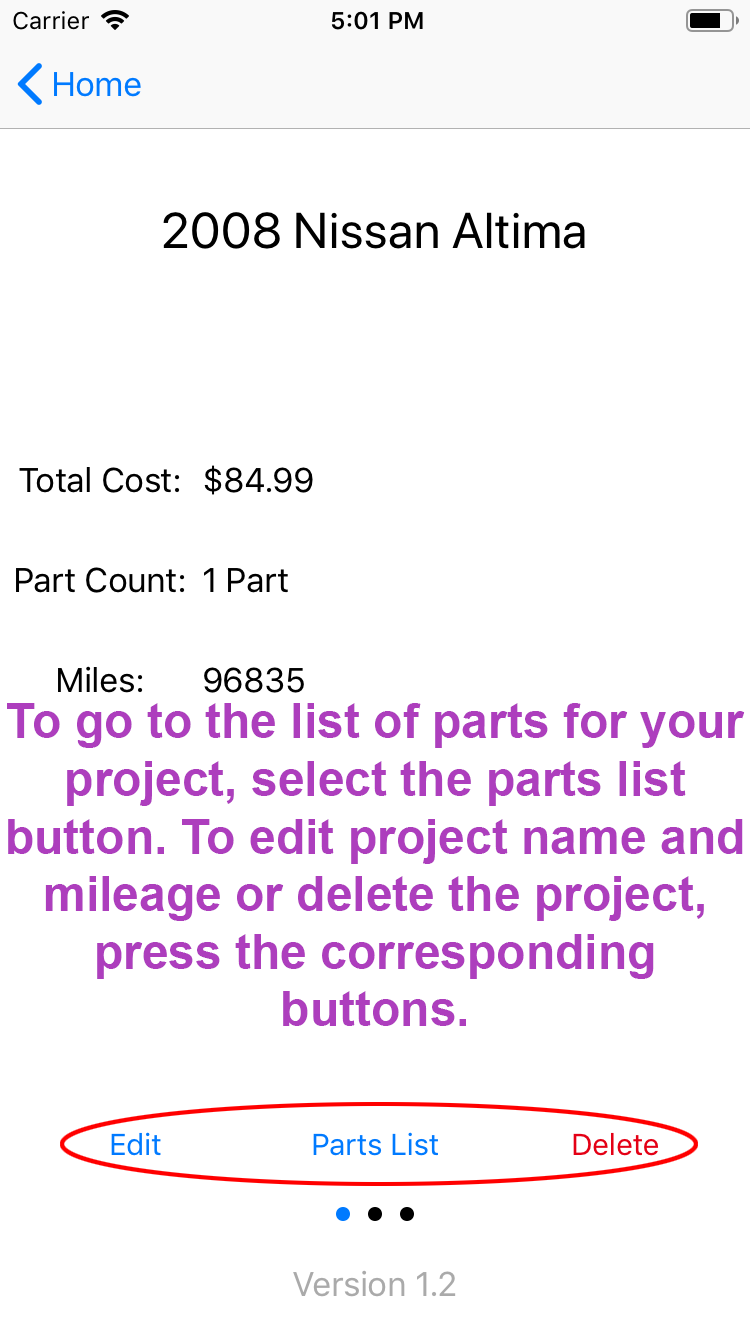 Carrier 5:01 PM
Home
2008 Nissan Altima
Total Cost: $84.99
Part Count: 1 Part
Miles: 96835
To go to the list of parts for your
project, select the parts list
button. To edit project name and
mileage or delete the project,
press the corresponding
buttons.
Edit Parts List Delete
Version 1.2